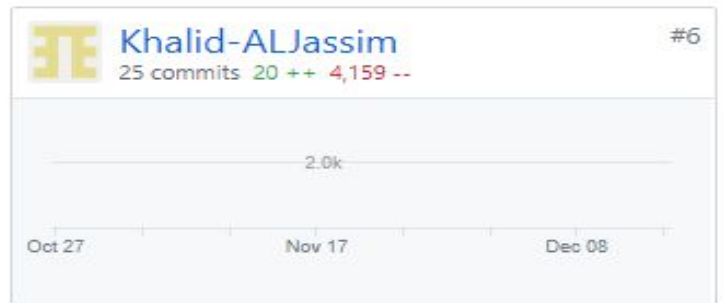 Khalid-ALJassim #6
25 commits 20 ++ 4,159 --
2.0k
Oct 27 Nov 17 Dec 08